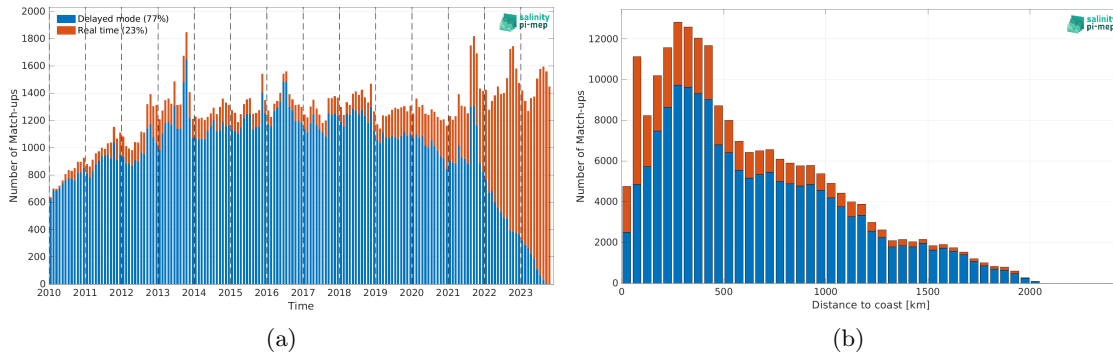 Delayed mode (77%)
Real time (23%)
salinity
pi-mep
Number of Match-ups
2000
1800
1600
1400
1200
1000
800
600
400
200
0
2010 2011 2012 2013 2014 2015 2016 2017 2018 2019 2020 2021 2022 2023
Time
(a)
salinity
pi-mep
Number of Match-ups
12000
10000
8000
6000
4000
2000
0
0 500 1000 1500 2000
Distance to coast [km]
(b)